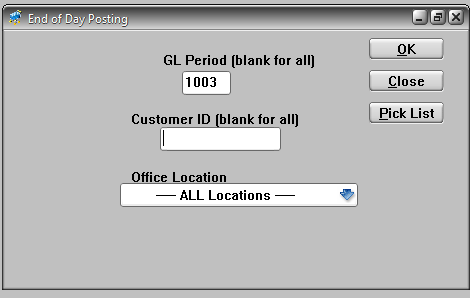 End of Day Posting
GL Period (blank for all)
1003
Customer ID (blank for all)
Office Location
── ALL Locations ──
OK
Close
Pick List